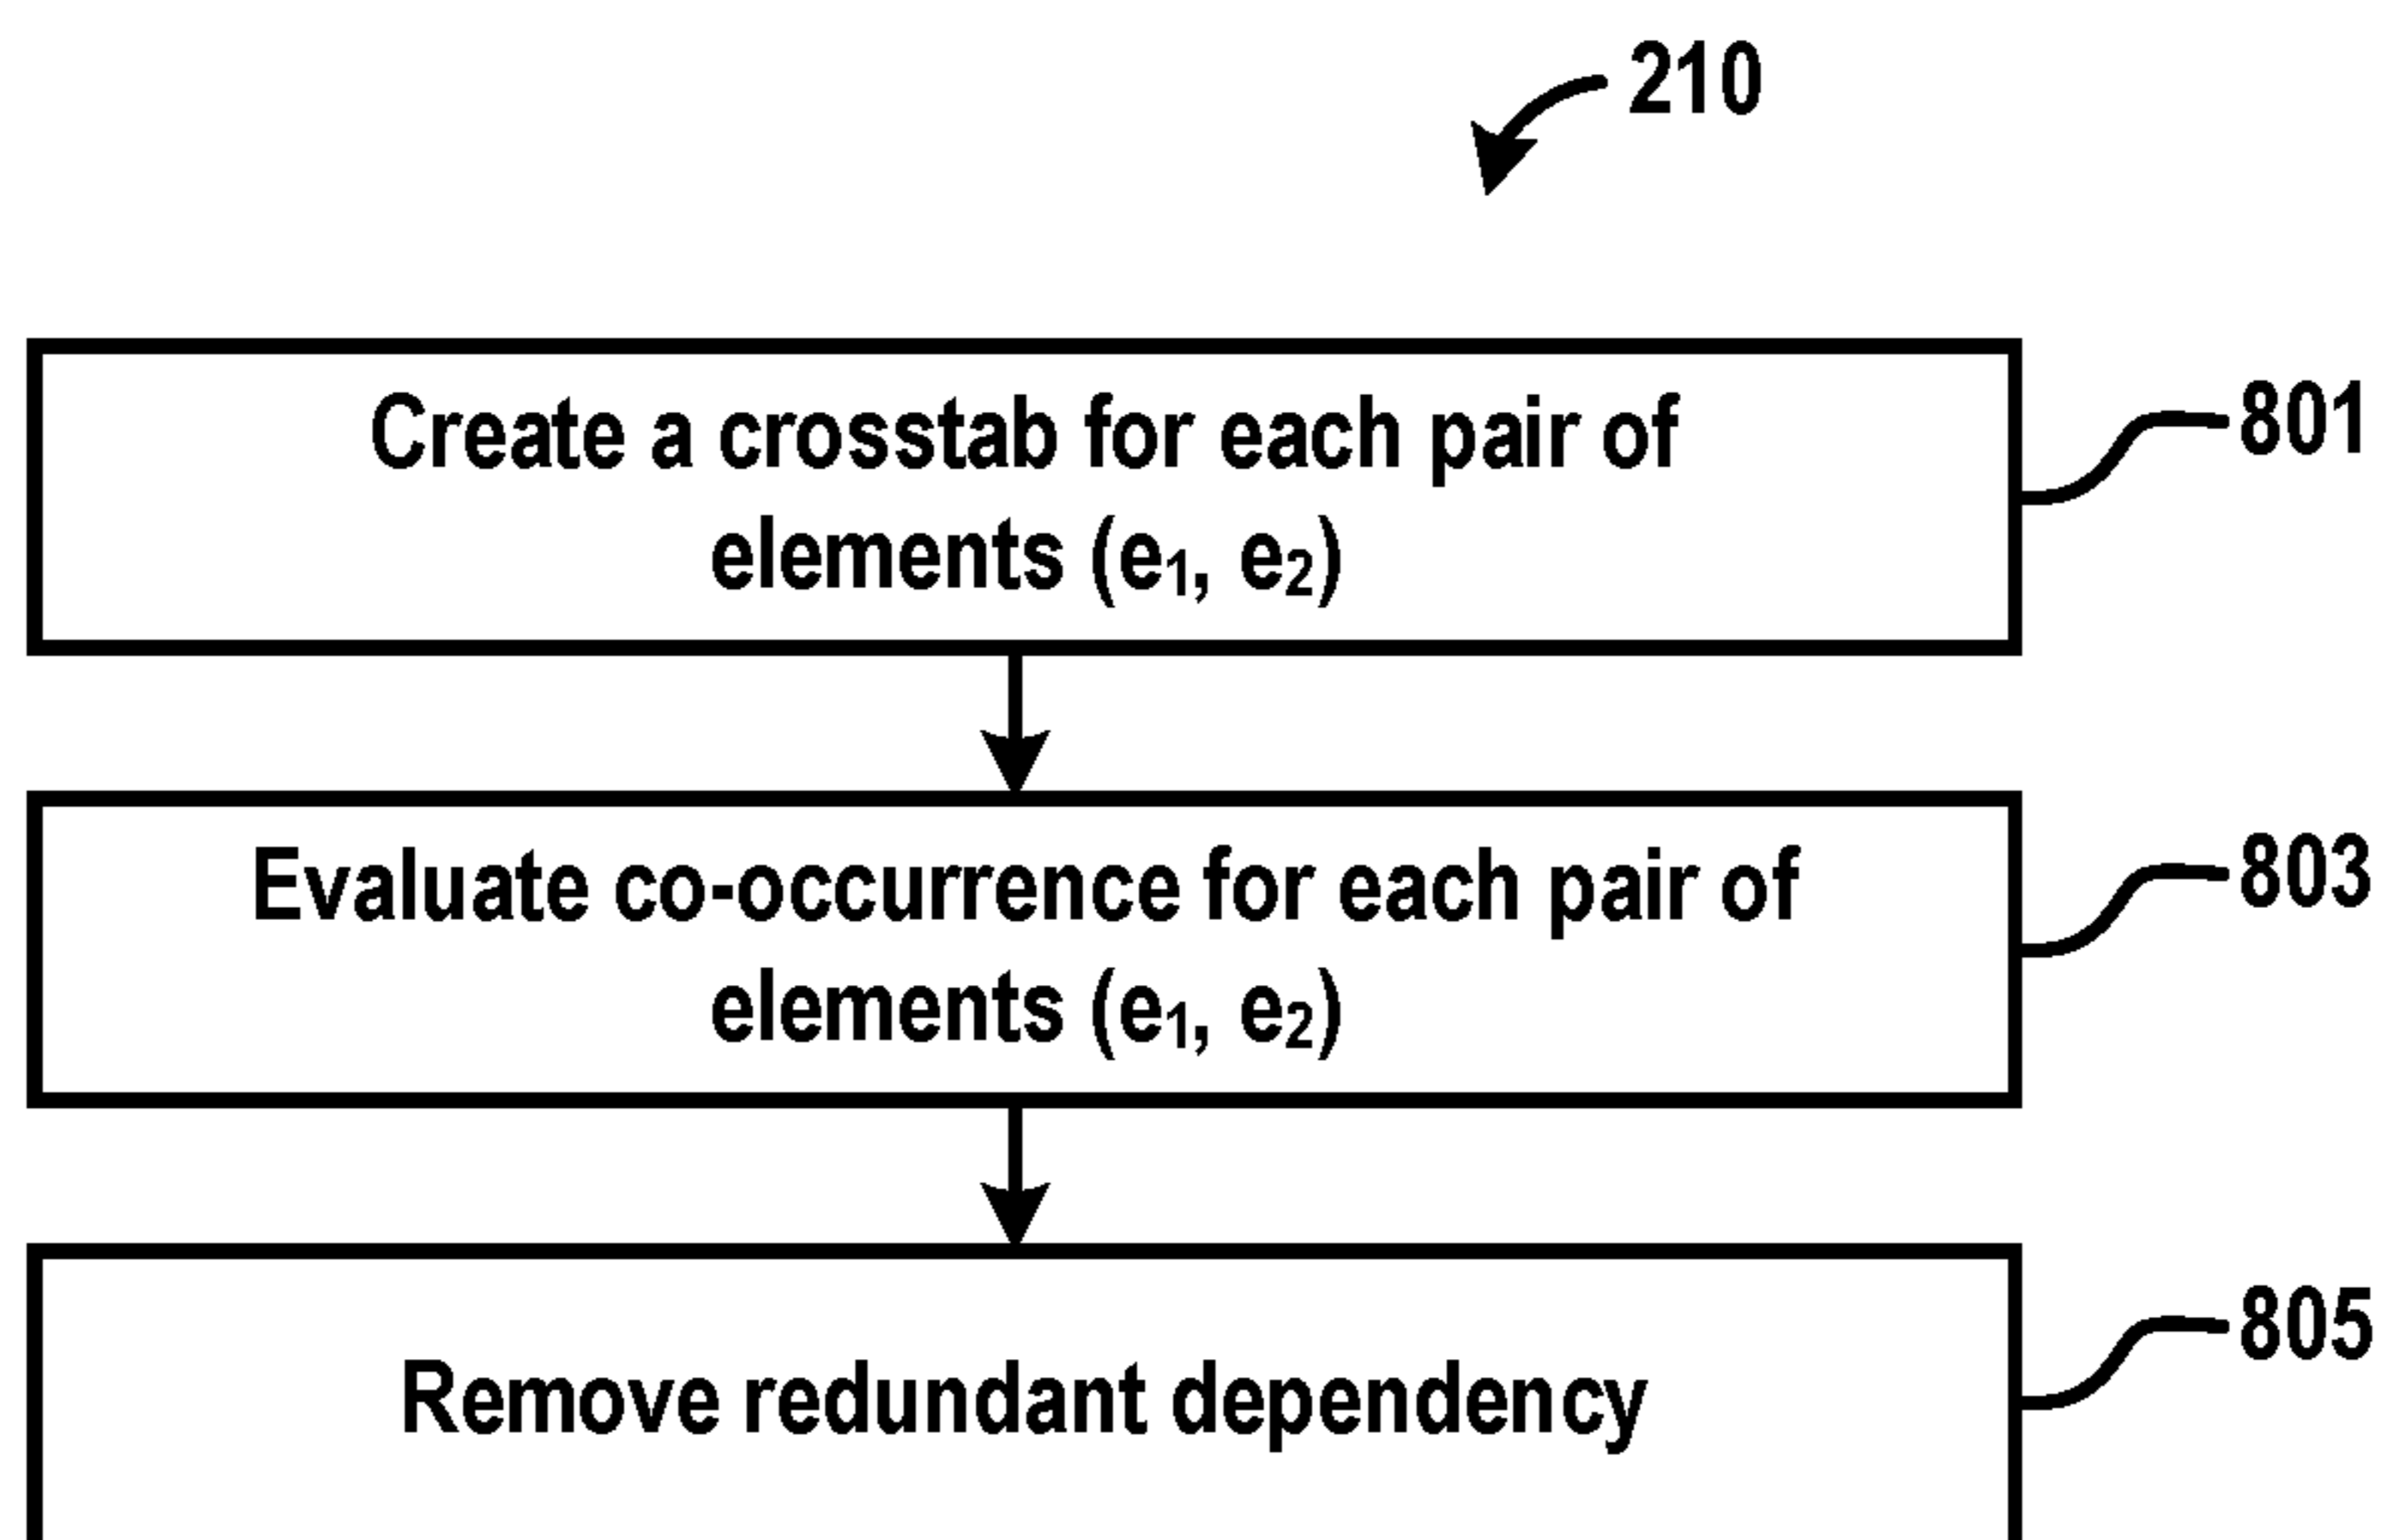 210
Create a crosstab for each pair of
elements (e₁, e₂)
801
Evaluate co-occurrence for each pair of
elements (e₁, e₂)
803
Remove redundant dependency
805